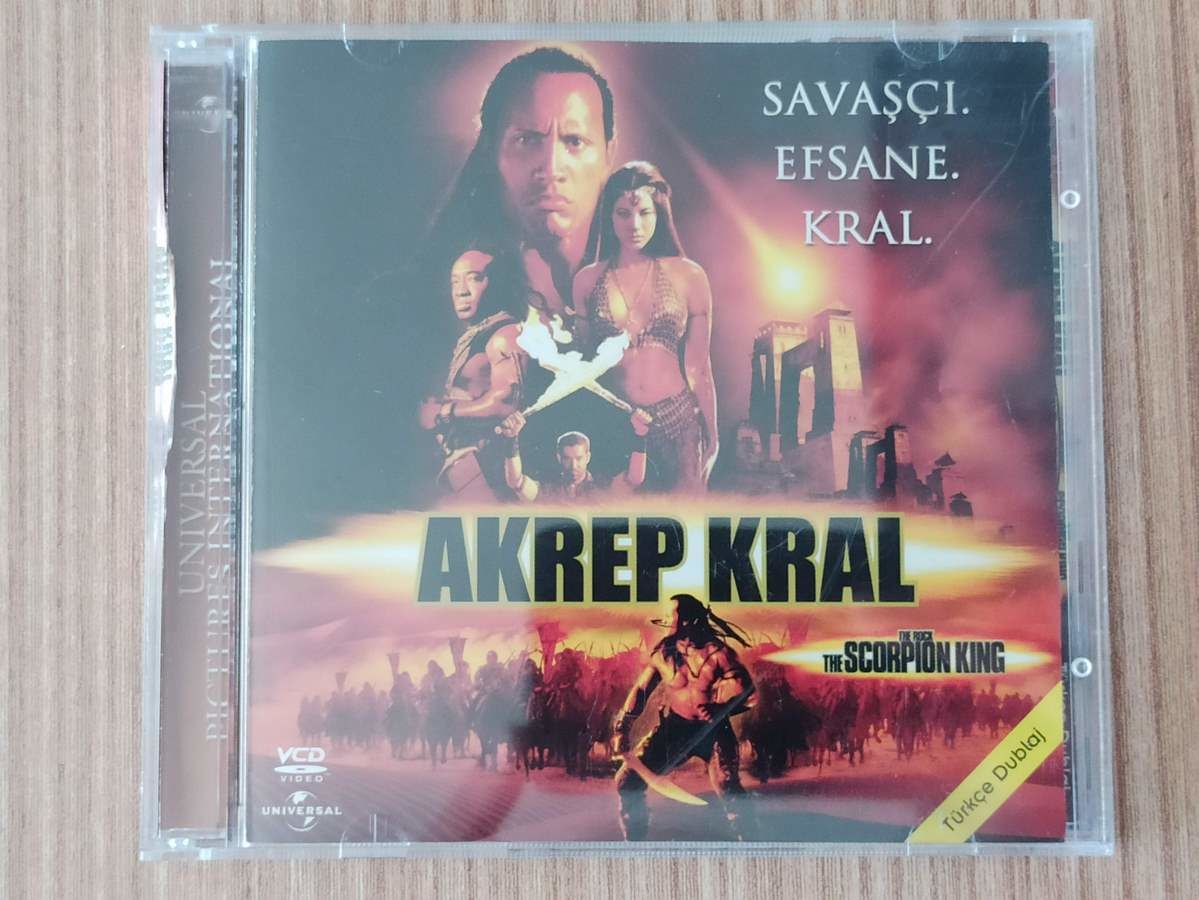 SAVAŞÇI.
EFSANE.
KRAL.
AKREP KRAL
THE ROCK
THE SCORPION KING
Türkçe Dublaj
VCD
VIDEO
UNIVERSAL
UNIVERSAL
PICTURES INTERNATIONAL